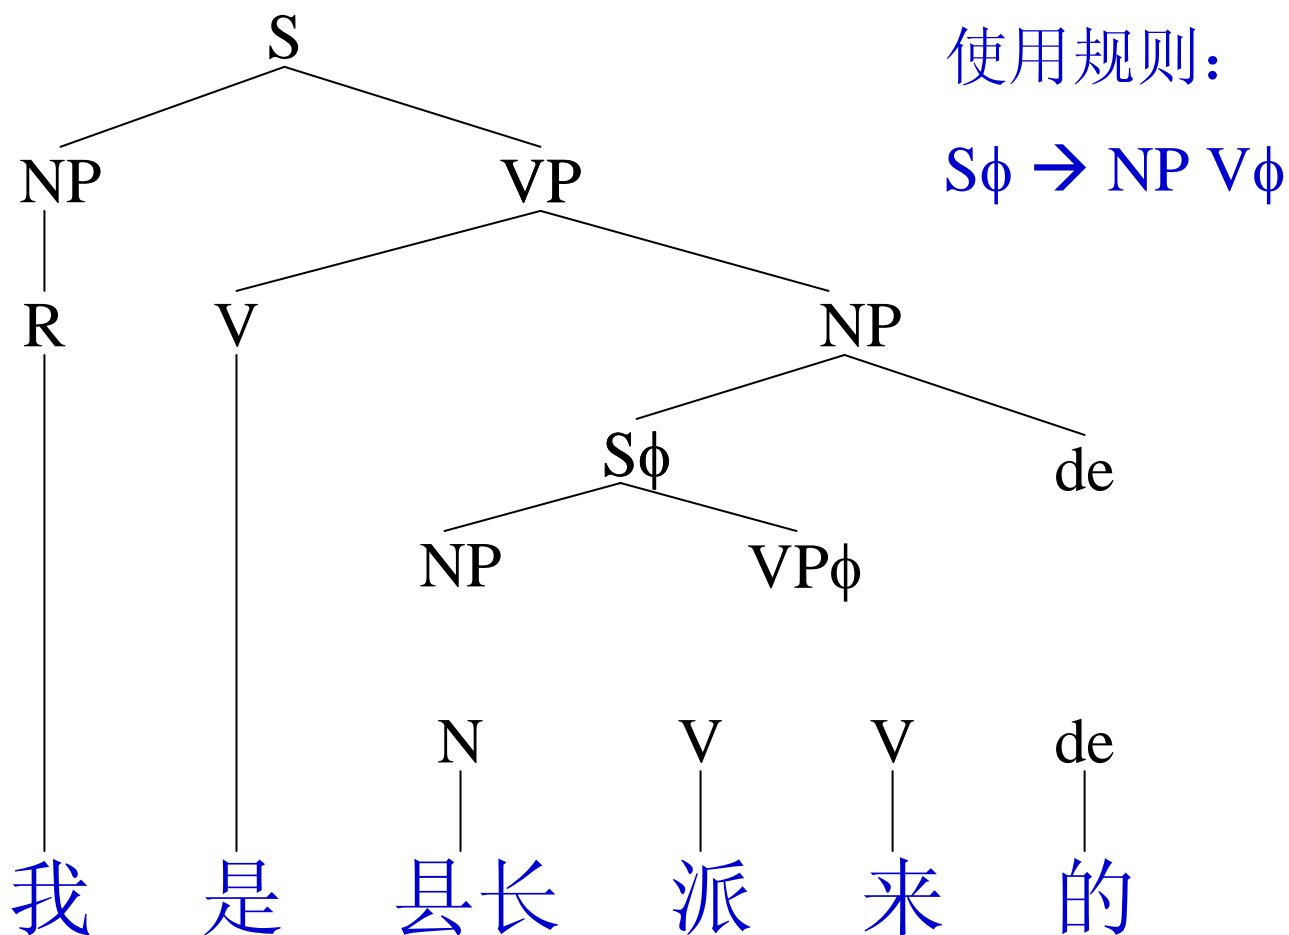 S
使用规则：
NP VP
Sϕ → NP Vϕ
R V NP
Sϕ de
NP VPϕ
N V V de
我 是 县长 派 来 的